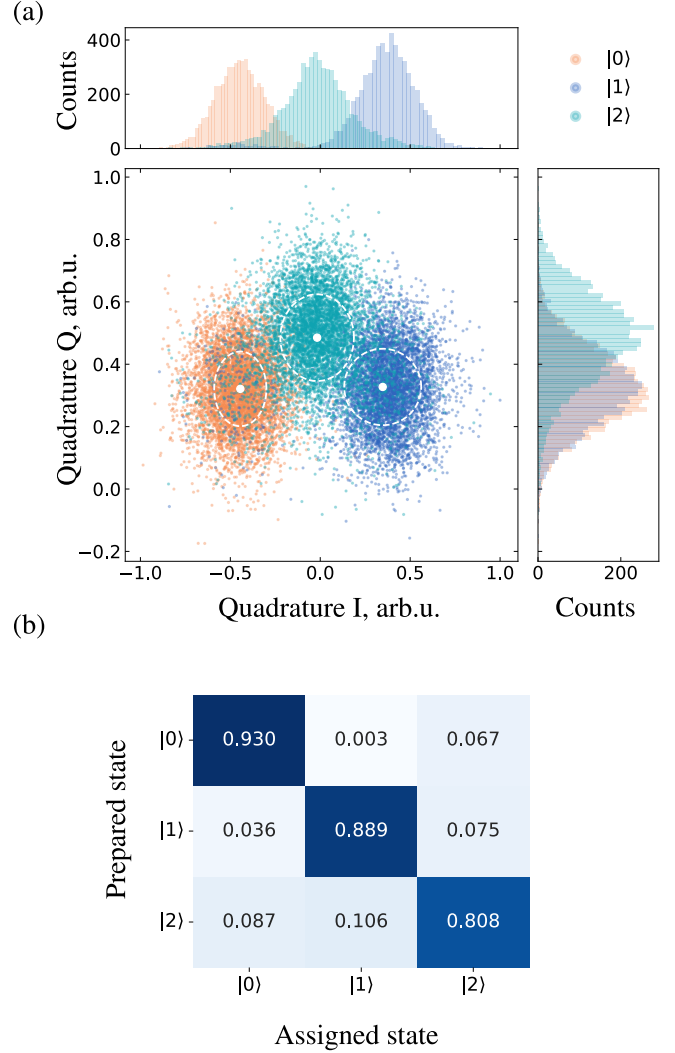 (a)
400
200
0
Counts
|0⟩
|1⟩
|2⟩
1.0
0.8
0.6
0.4
0.2
0.0
−0.2
Quadrature Q, arb.u.
−1.0 −0.5 0.0 0.5 1.0
Quadrature I, arb.u.
0 200
Counts
(b)
Prepared state
|0⟩ 0.930 0.003 0.067
|1⟩ 0.036 0.889 0.075
|2⟩ 0.087 0.106 0.808
|0⟩ |1⟩ |2⟩
Assigned state